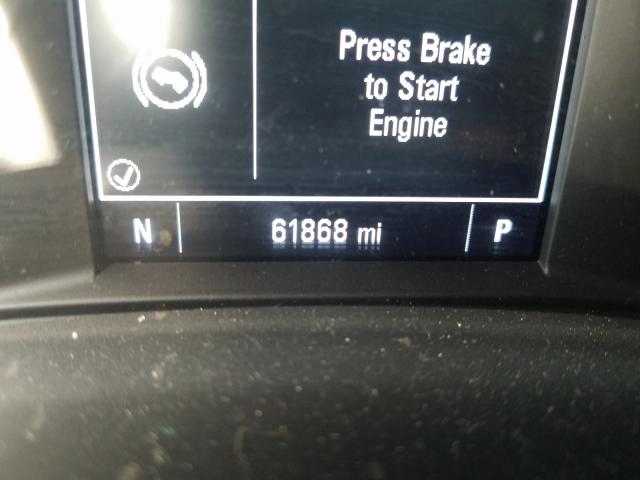 Press Brake
to Start
Engine
N 61868 mi P